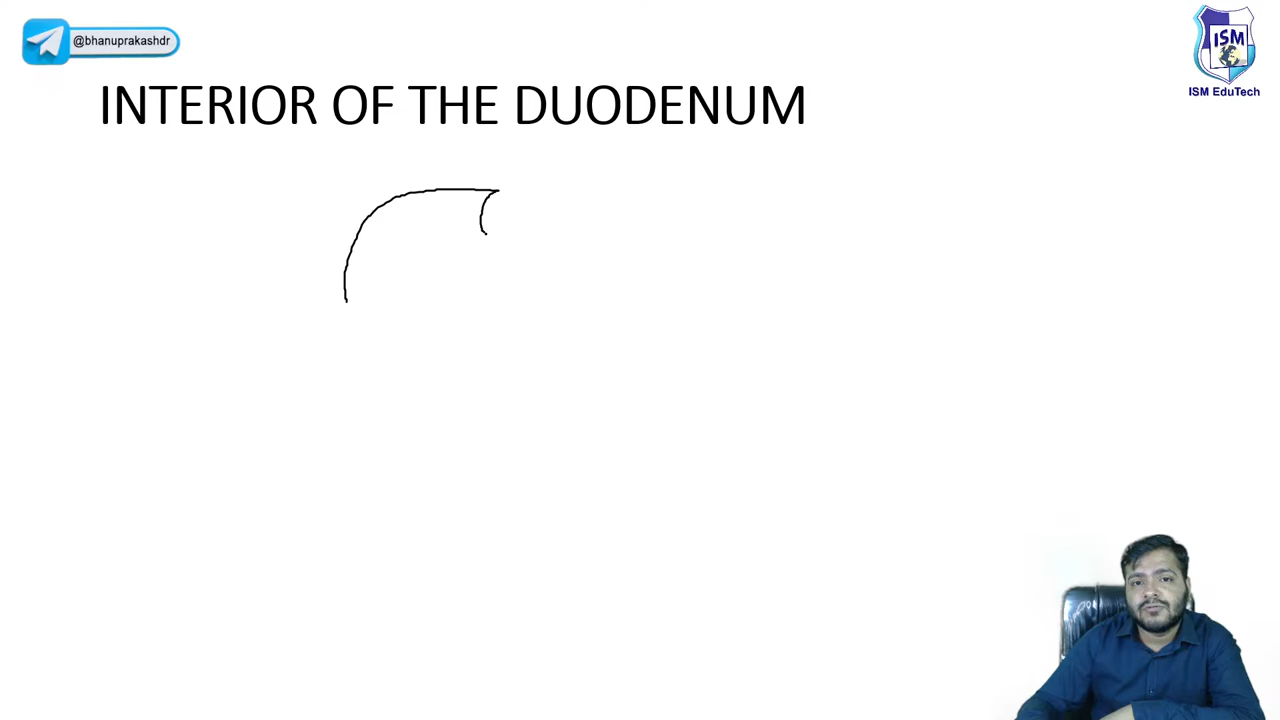 @bhanuprakashdr
ISM
ISM EduTech
INTERIOR OF THE DUODENUM